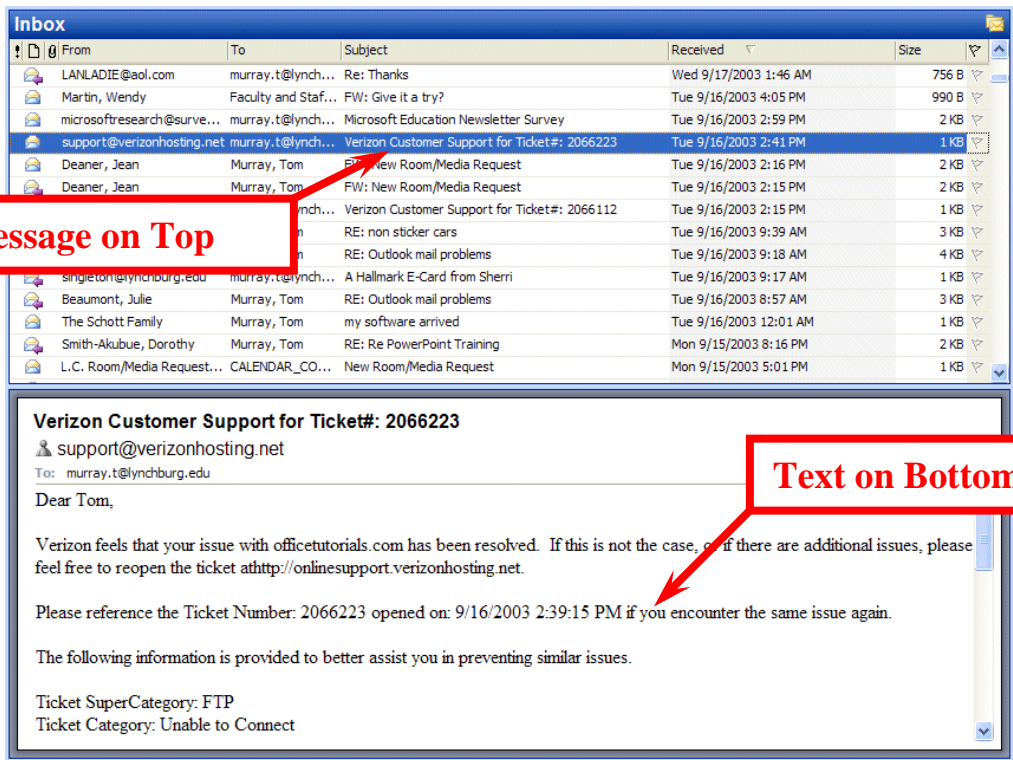 Inbox
From To Subject Received Size
LANLADIE@aol.com murray.t@lynch... Re: Thanks Wed 9/17/2003 1:46 AM 756 B
Martin, Wendy Faculty and Staf... FW: Give it a try? Tue 9/16/2003 4:05 PM 990 B
microsoftresearch@surve... murray.t@lynch... Microsoft Education Newsletter Survey Tue 9/16/2003 2:59 PM 2 KB
support@verizonhosting.net murray.t@lynch... Verizon Customer Support for Ticket#: 2066223 Tue 9/16/2003 2:41 PM 1 KB
Deaner, Jean Murray, Tom FW: New Room/Media Request Tue 9/16/2003 2:16 PM 2 KB
Deaner, Jean Murray, Tom FW: New Room/Media Request Tue 9/16/2003 2:15 PM 2 KB
ynch... Verizon Customer Support for Ticket#: 2066112 Tue 9/16/2003 2:15 PM 1 KB
essage on Top
RE: non sticker cars Tue 9/16/2003 9:39 AM 3 KB
RE: Outlook mail problems Tue 9/16/2003 9:18 AM 4 KB
singleton@lynchburg.edu murray.t@lynch... A Hallmark E-Card from Sherri Tue 9/16/2003 9:17 AM 1 KB
Beaumont, Julie Murray, Tom RE: Outlook mail problems Tue 9/16/2003 8:57 AM 3 KB
The Schott Family Murray, Tom my software arrived Tue 9/16/2003 12:01 AM 1 KB
Smith-Akubue, Dorothy Murray, Tom RE: Re PowerPoint Training Mon 9/15/2003 8:16 PM 2 KB
L.C. Room/Media Request... CALENDAR_CO... New Room/Media Request Mon 9/15/2003 5:01 PM 1 KB
Verizon Customer Support for Ticket#: 2066223
support@verizonhosting.net
To: murray.t@lynchburg.edu
Text on Bottom
Dear Tom,
Verizon feels that your issue with officetutorials.com has been resolved. If this is not the case, or if there are additional issues, please
feel free to reopen the ticket athttp://onlinesupport.verizonhosting.net.
Please reference the Ticket Number: 2066223 opened on: 9/16/2003 2:39:15 PM if you encounter the same issue again.
The following information is provided to better assist you in preventing similar issues.
Ticket SuperCategory: FTP
Ticket Category: Unable to Connect